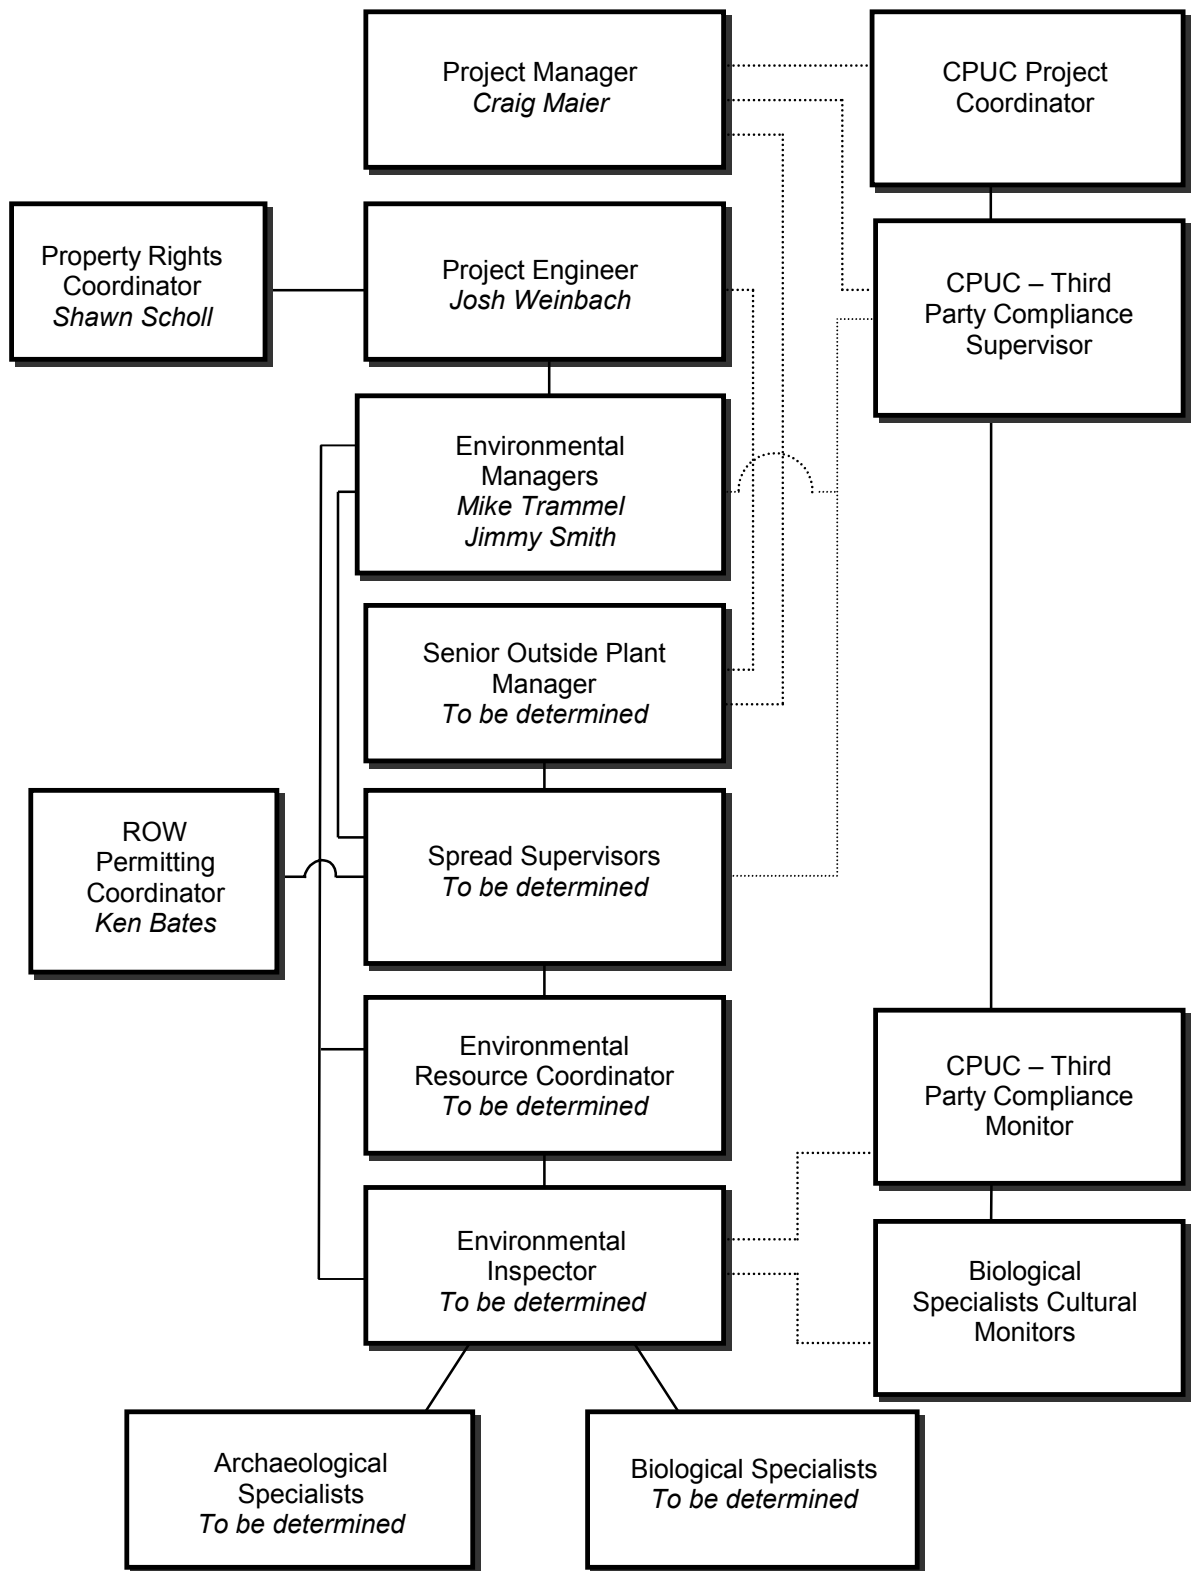 Project Manager
Craig Maier
CPUC Project
Coordinator
Property Rights
Coordinator
Shawn Scholl
Project Engineer
Josh Weinbach
CPUC – Third
Party Compliance
Supervisor
Environmental
Managers
Mike Trammel
Jimmy Smith
Senior Outside Plant
Manager
To be determined
ROW
Permitting
Coordinator
Ken Bates
Spread Supervisors
To be determined
Environmental
Resource Coordinator
To be determined
CPUC – Third
Party Compliance
Monitor
Environmental
Inspector
To be determined
Biological
Specialists Cultural
Monitors
Archaeological
Specialists
To be determined
Biological Specialists
To be determined